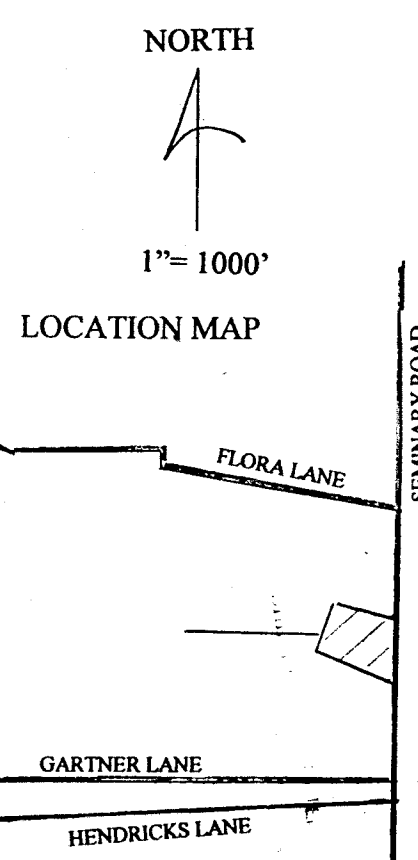 NORTH
1”= 1000’
LOCATION MAP
SEMINARY ROAD
FLORA LANE
GARTNER LANE
HENDRICKS LANE